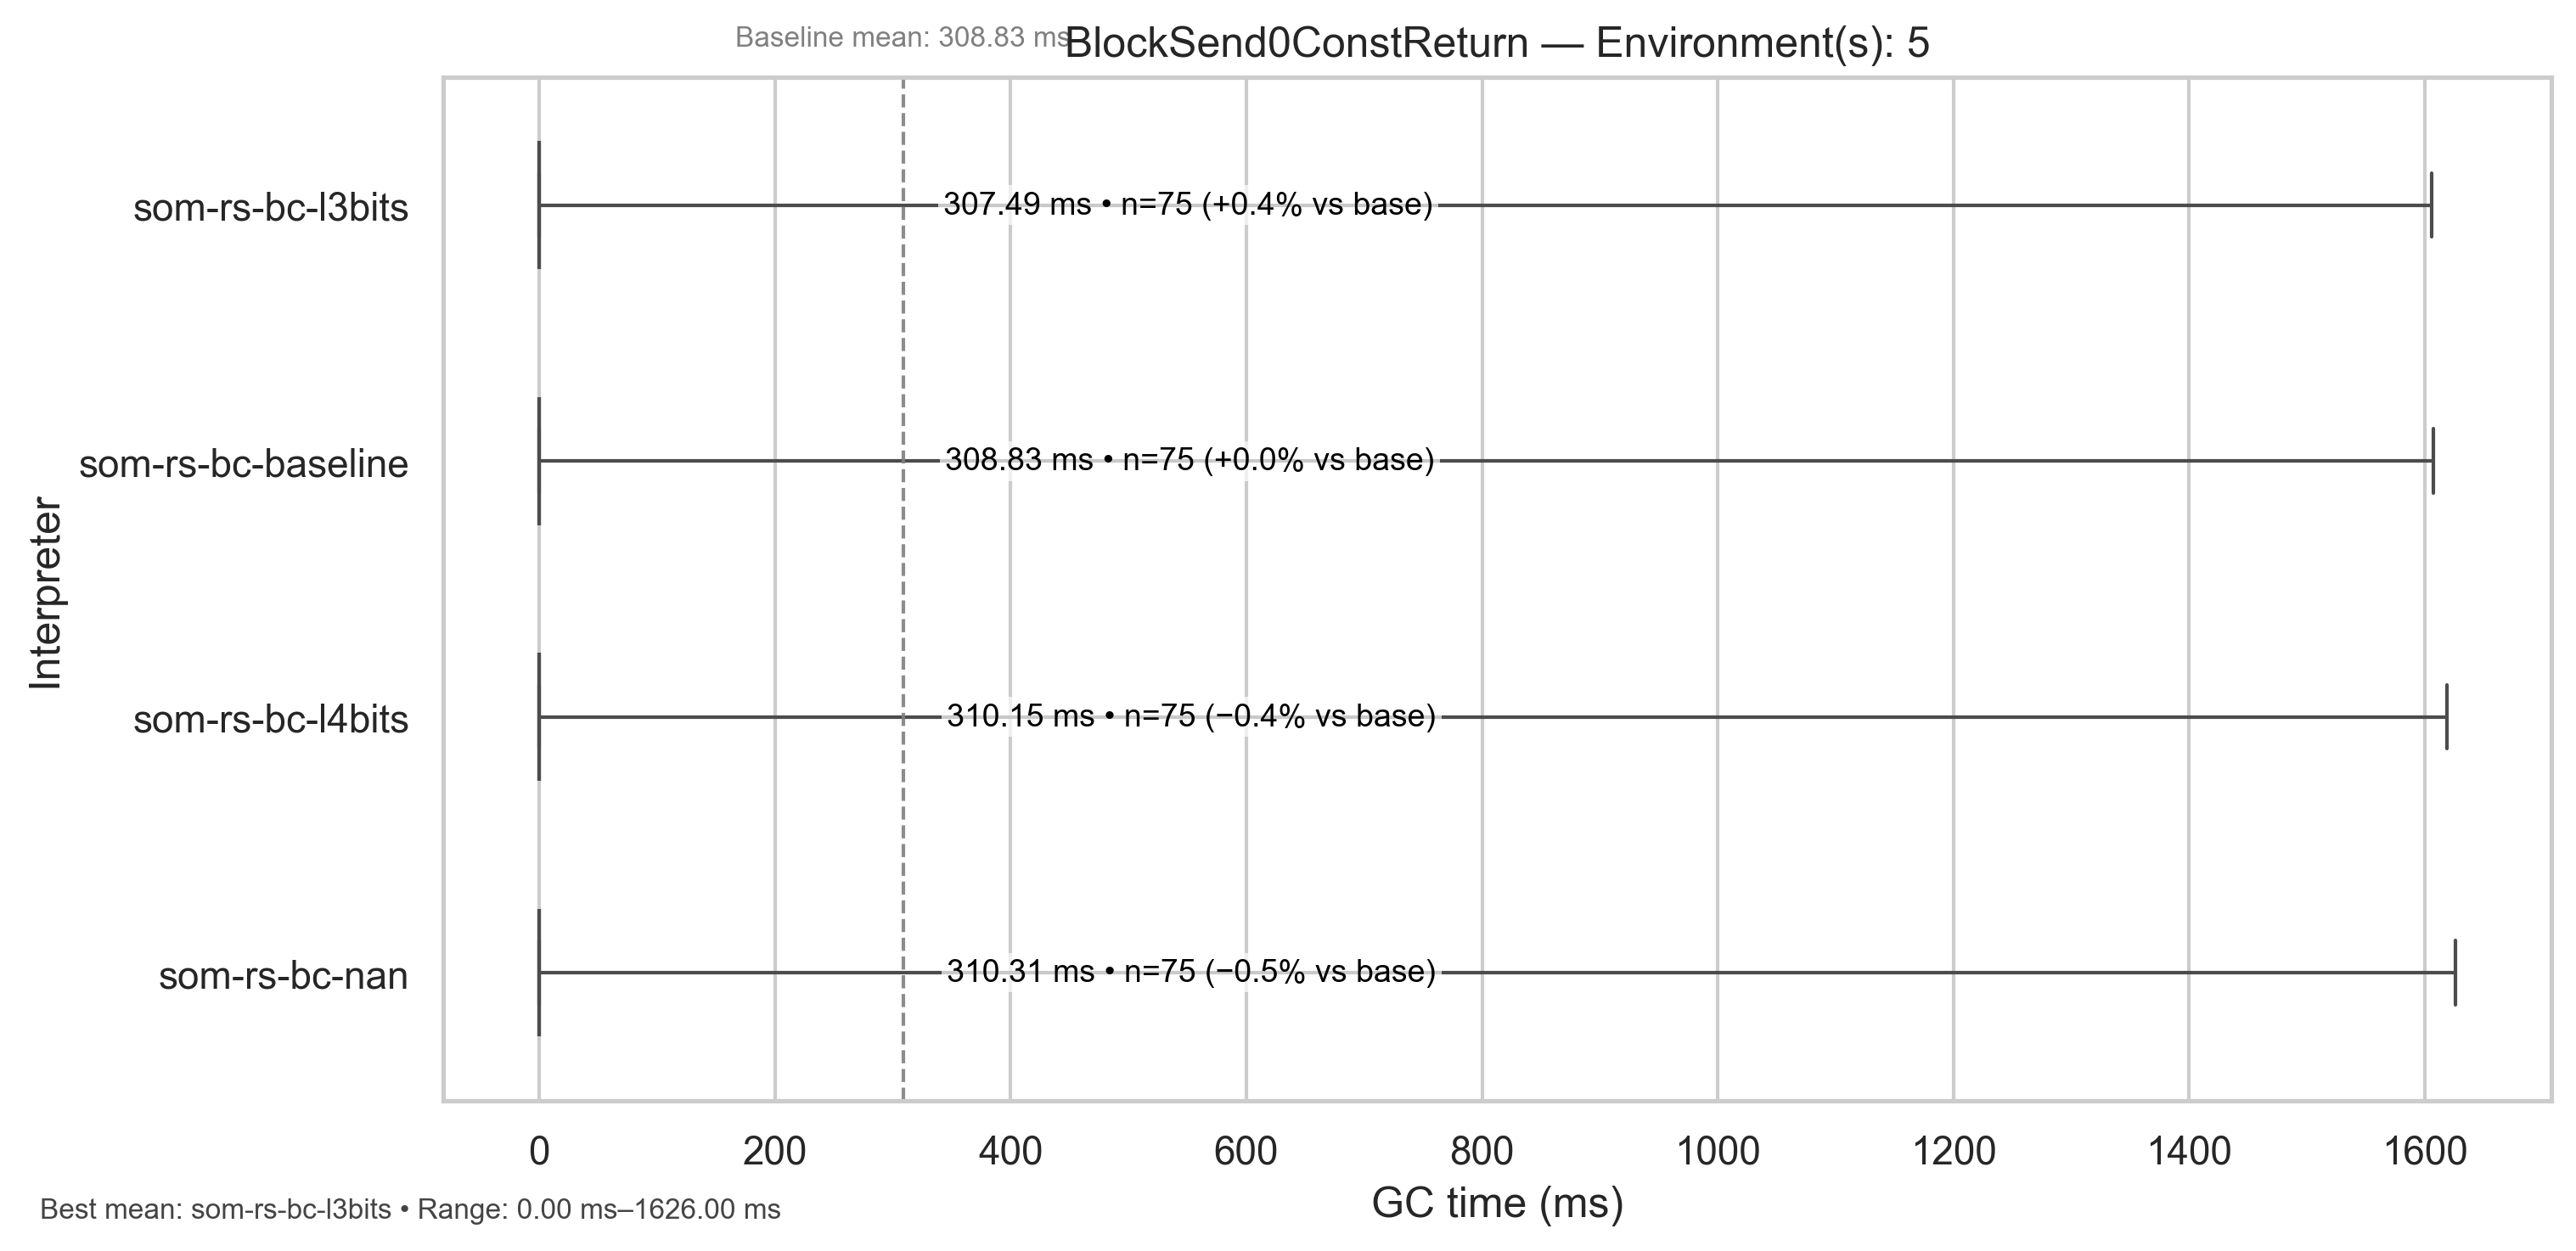 Baseline mean: 308.83 ms
BlockSend0ConstReturn — Environment(s): 5
Interpreter
som-rs-bc-l3bits
307.49 ms • n=75 (+0.4% vs base)
som-rs-bc-baseline
308.83 ms • n=75 (+0.0% vs base)
som-rs-bc-l4bits
310.15 ms • n=75 (−0.4% vs base)
som-rs-bc-nan
310.31 ms • n=75 (−0.5% vs base)
0 200 400 600 800 1000 1200 1400 1600
GC time (ms)
Best mean: som-rs-bc-l3bits • Range: 0.00 ms–1626.00 ms